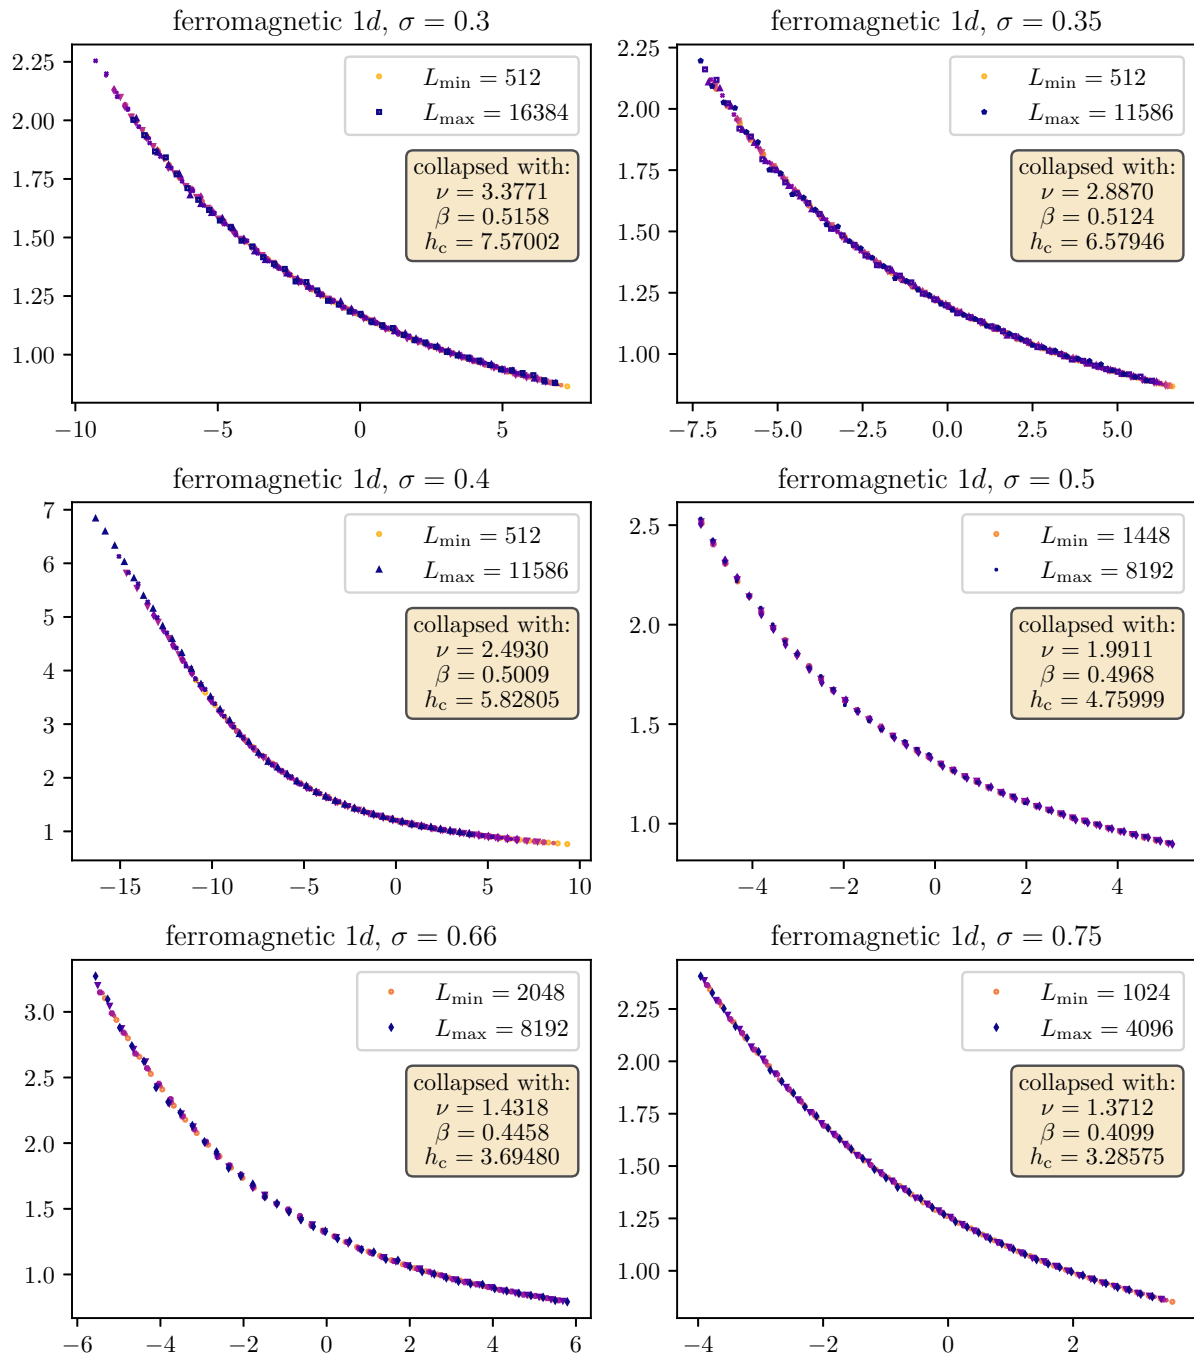 ferromagnetic 1d, σ = 0.3
2.25
2.00
1.75
1.50
1.25
1.00
−10 −5 0 5
L_min = 512
L_max = 16384
collapsed with:
ν = 3.3771
β = 0.5158
h_c = 7.57002
ferromagnetic 1d, σ = 0.35
2.25
2.00
1.75
1.50
1.25
1.00
−7.5 −5.0 −2.5 0.0 2.5 5.0
L_min = 512
L_max = 11586
collapsed with:
ν = 2.8870
β = 0.5124
h_c = 6.57946
ferromagnetic 1d, σ = 0.4
7
6
5
4
3
2
1
−15 −10 −5 0 5 10
L_min = 512
L_max = 11586
collapsed with:
ν = 2.4930
β = 0.5009
h_c = 5.82805
ferromagnetic 1d, σ = 0.5
2.5
2.0
1.5
1.0
−4 −2 0 2 4
L_min = 1448
L_max = 8192
collapsed with:
ν = 1.9911
β = 0.4968
h_c = 4.75999
ferromagnetic 1d, σ = 0.66
3.0
2.5
2.0
1.5
1.0
−6 −4 −2 0 2 4 6
L_min = 2048
L_max = 8192
collapsed with:
ν = 1.4318
β = 0.4458
h_c = 3.69480
ferromagnetic 1d, σ = 0.75
2.25
2.00
1.75
1.50
1.25
1.00
−4 −2 0 2
L_min = 1024
L_max = 4096
collapsed with:
ν = 1.3712
β = 0.4099
h_c = 3.28575